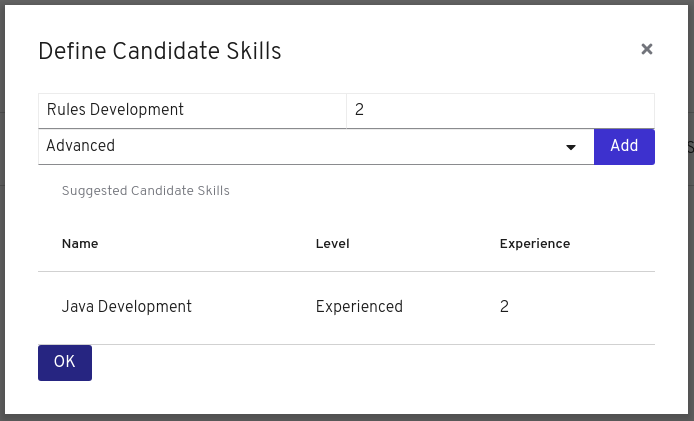 Define Candidate Skills ×
Rules Development 2
Advanced Add
Suggested Candidate Skills
Name Level Experience
Java Development Experienced 2
OK